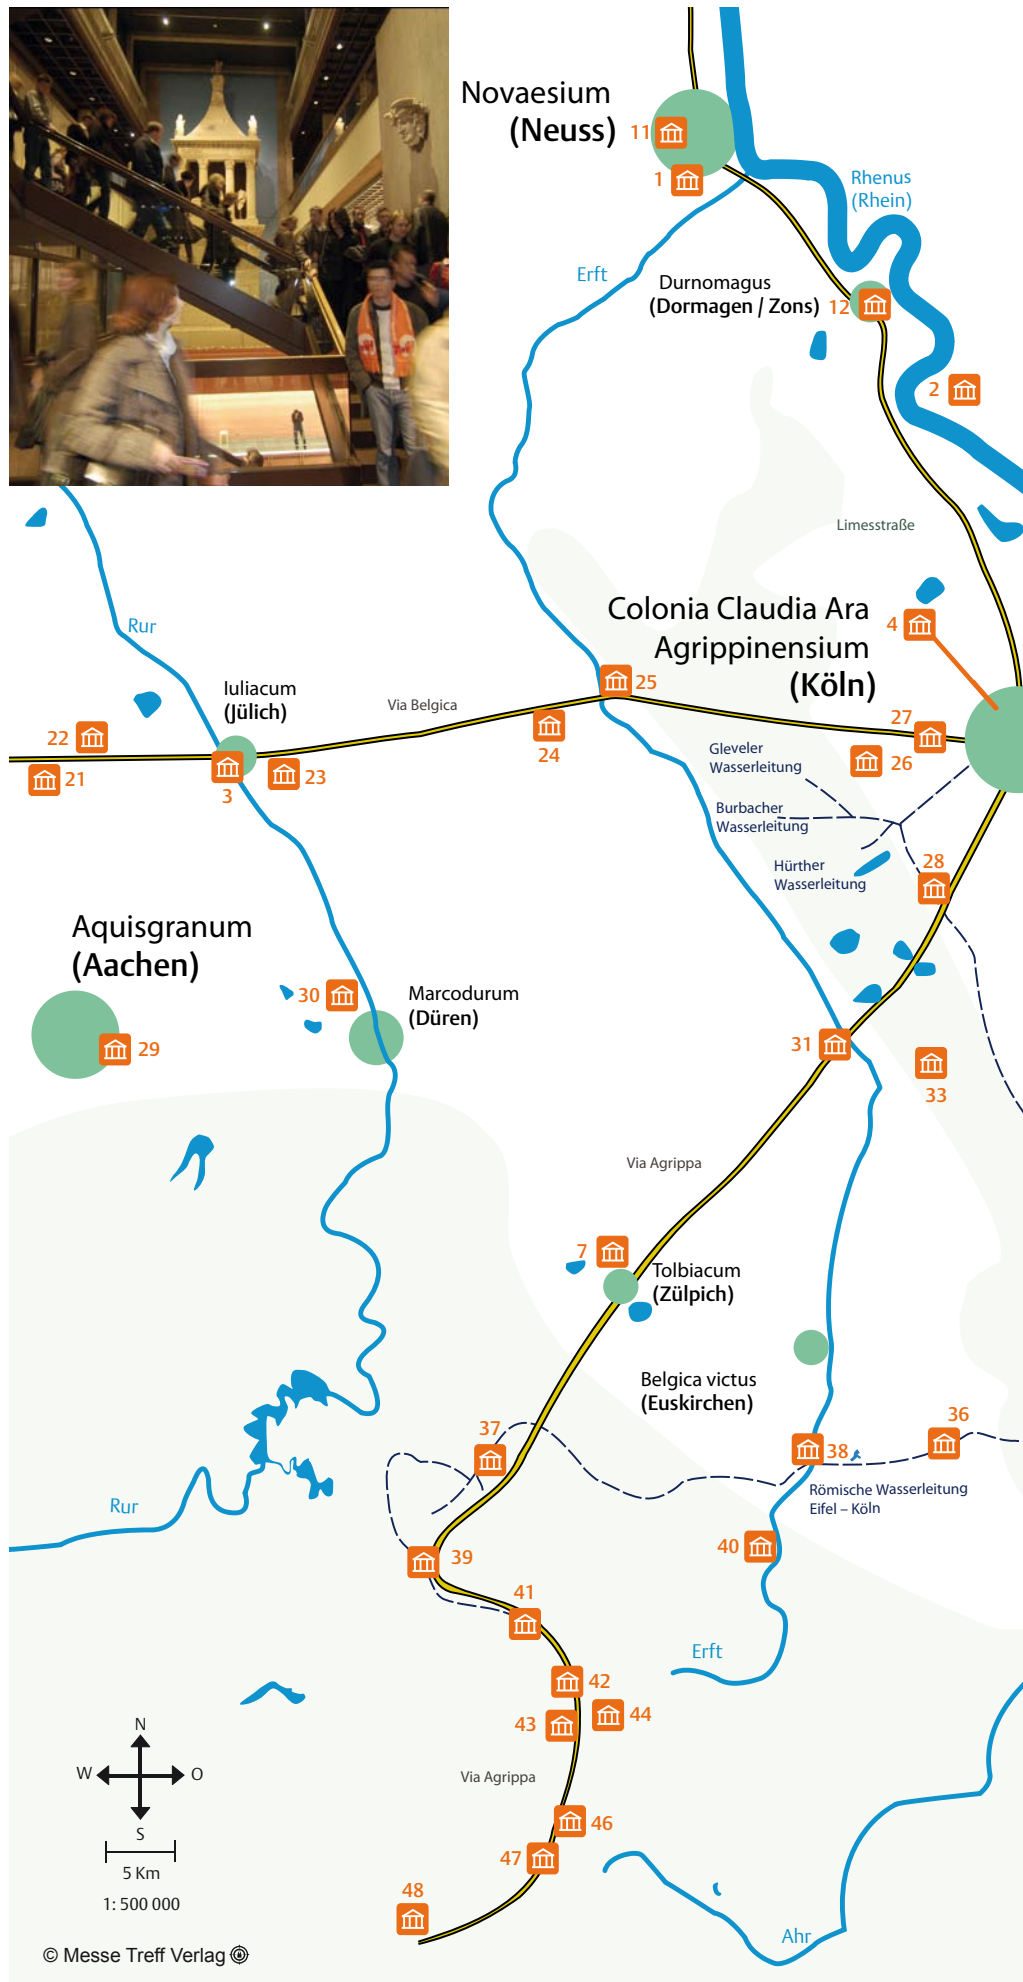 Novaesium
(Neuss)
11
1
Rhenus
(Rhein)
Erft
Durnomagus
(Dormagen / Zons)
12
2
Limesstraße
Colonia Claudia Ara
Agrippinensium
(Köln)
4
Rur
Iuliacum
(Jülich)
Via Belgica
25
22
21
3
23
24
27
26
Gleveler
Wasserleitung
Burbacher
Wasserleitung
Hürther
Wasserleitung
28
Aquisgranum
(Aachen)
29
30
Marcodurum
(Düren)
31
33
Via Agrippa
7
Tolbiacum
(Zülpich)
Belgica victus
(Euskirchen)
37
38
36
Römische Wasserleitung
Eifel – Köln
Rur
39
40
41
Erft
42
43
44
Via Agrippa
46
47
48
Ahr
N
W
O
S
5 Km
1: 500 000
© Messe Treff Verlag